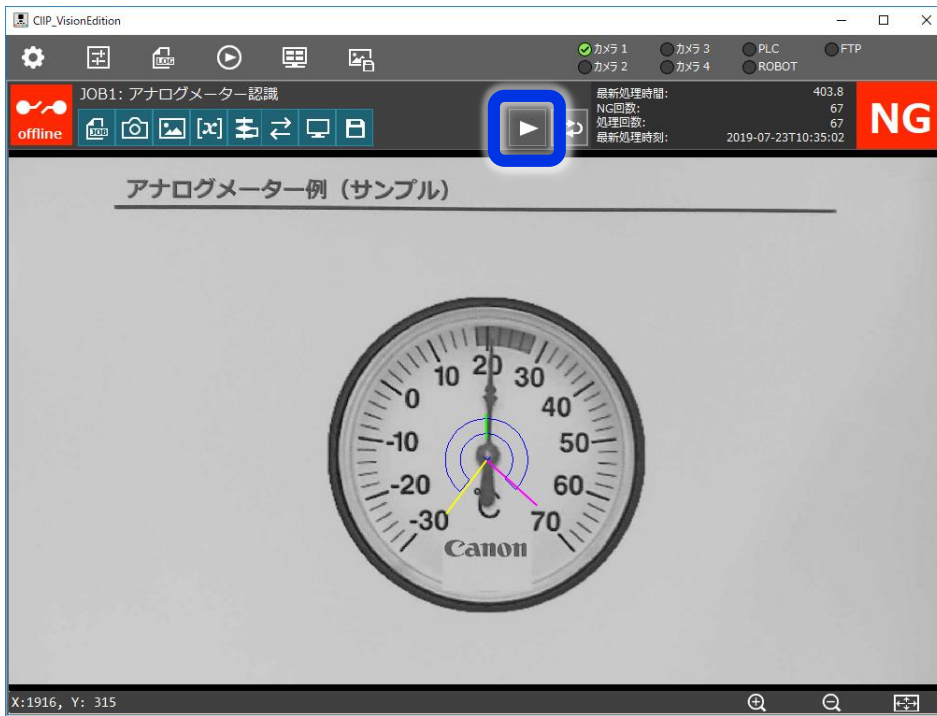 CIIP_VisionEdition
カメラ 1 カメラ 3 PLC FTP
カメラ 2 カメラ 4 ROBOT
LOG
offline
JOB1: アナログメーター認識
JOB
[x]
最新処理時間: 403.8
NG回数: 67
処理回数: 67
最新処理時刻: 2019-07-23T10:35:02
NG
アナログメーター例（サンプル）
20
10 30
0 40
-10 50
-20 60
-30 °C 70
Canon
X:1916, Y: 315